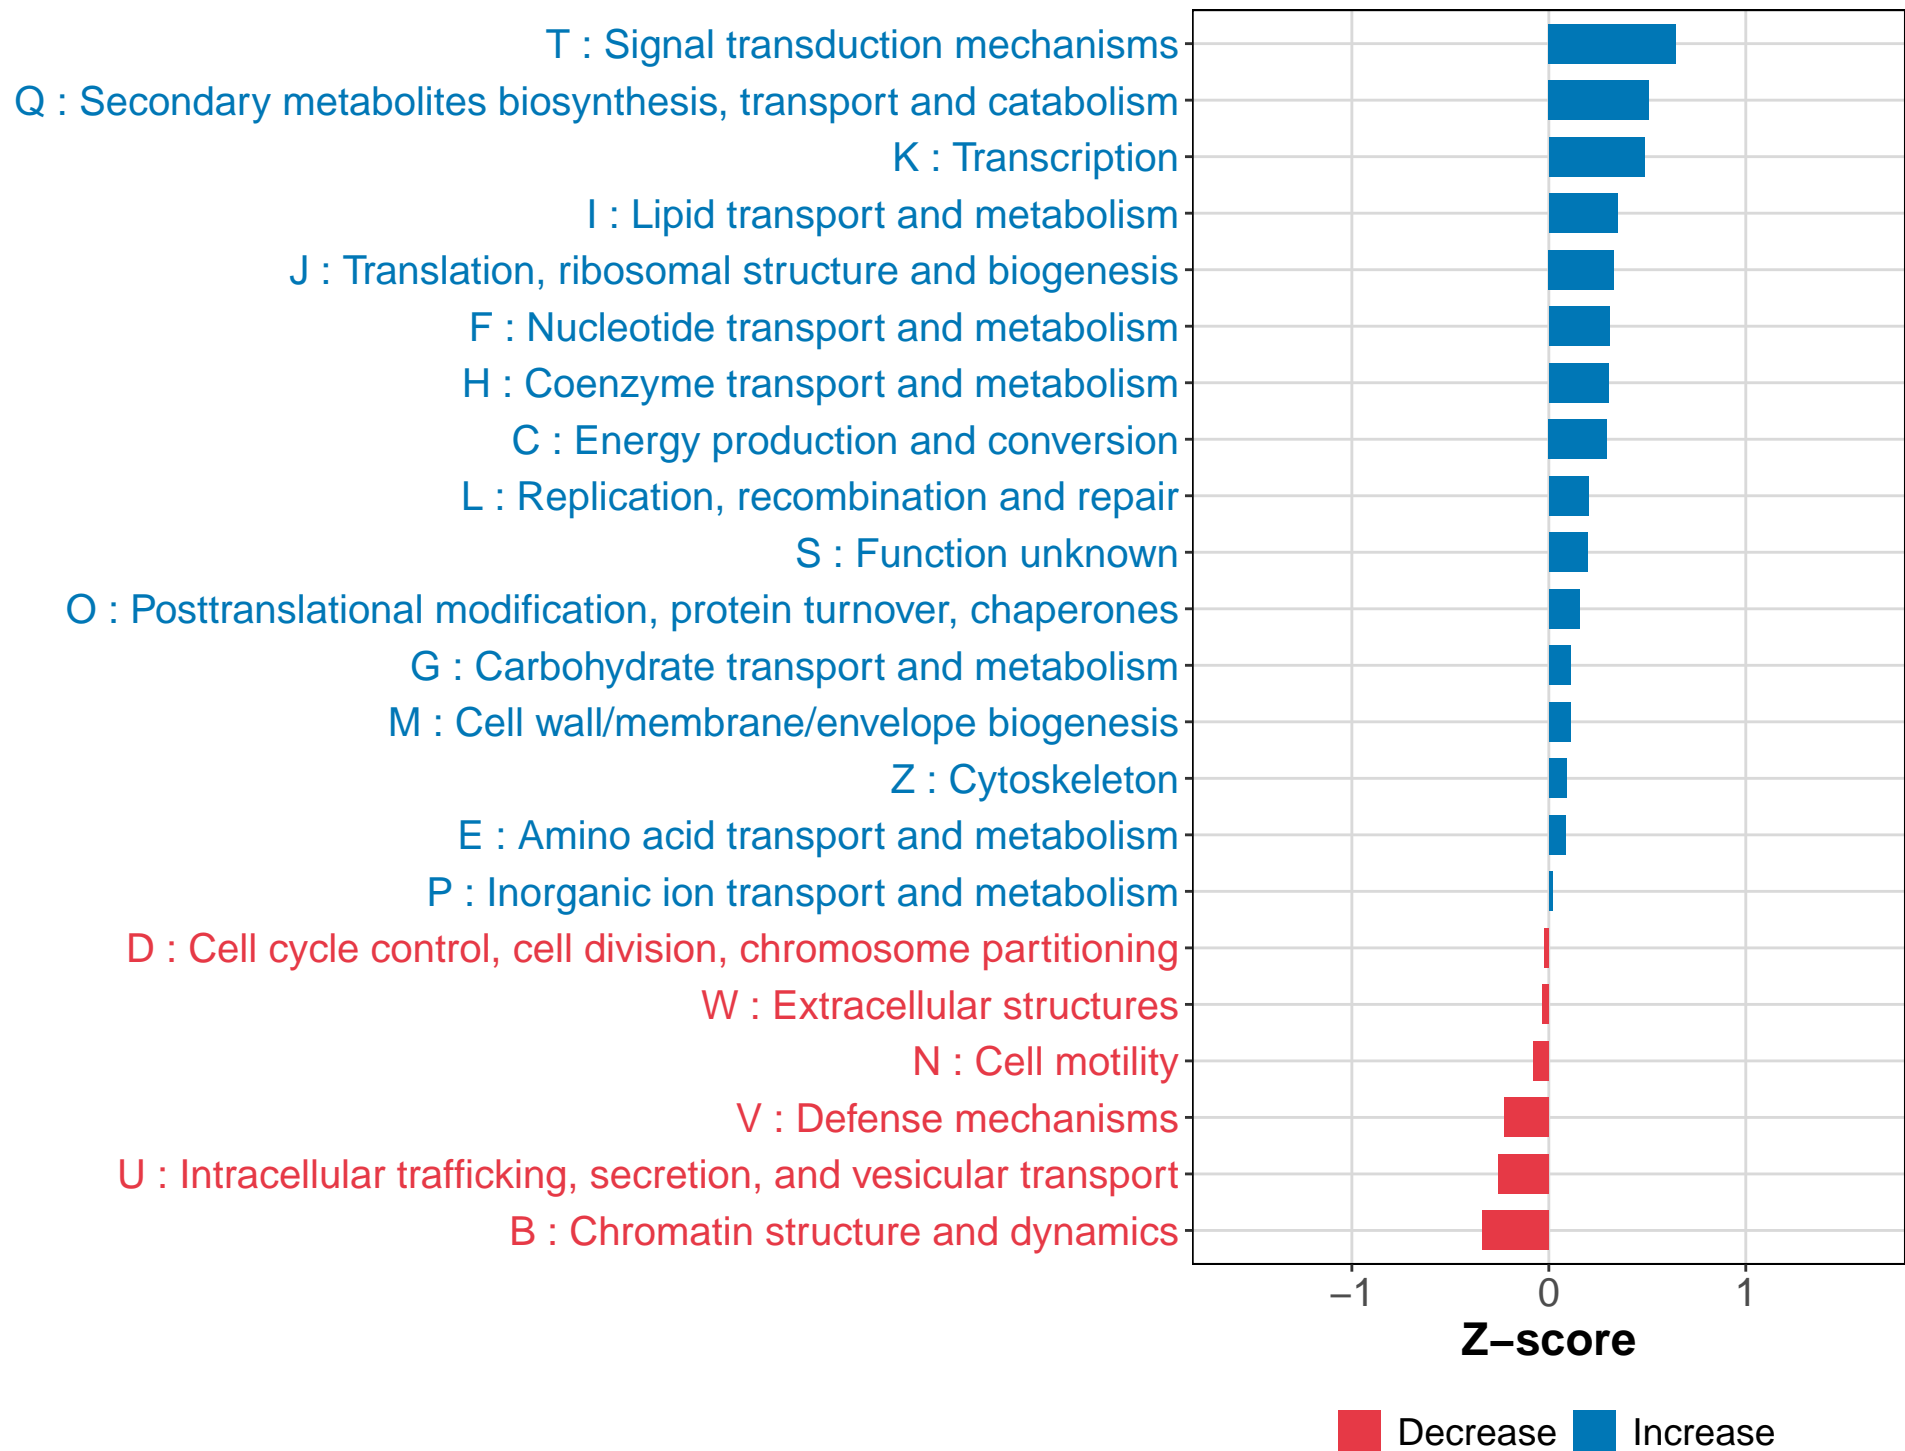 T : Signal transduction mechanisms
Q : Secondary metabolites biosynthesis, transport and catabolism
K : Transcription
I : Lipid transport and metabolism
J : Translation, ribosomal structure and biogenesis
F : Nucleotide transport and metabolism
H : Coenzyme transport and metabolism
C : Energy production and conversion
L : Replication, recombination and repair
S : Function unknown
O : Posttranslational modification, protein turnover, chaperones
G : Carbohydrate transport and metabolism
M : Cell wall/membrane/envelope biogenesis
Z : Cytoskeleton
E : Amino acid transport and metabolism
P : Inorganic ion transport and metabolism
D : Cell cycle control, cell division, chromosome partitioning
W : Extracellular structures
N : Cell motility
V : Defense mechanisms
U : Intracellular trafficking, secretion, and vesicular transport
B : Chromatin structure and dynamics
−1 0 1
Z−score
Decrease Increase